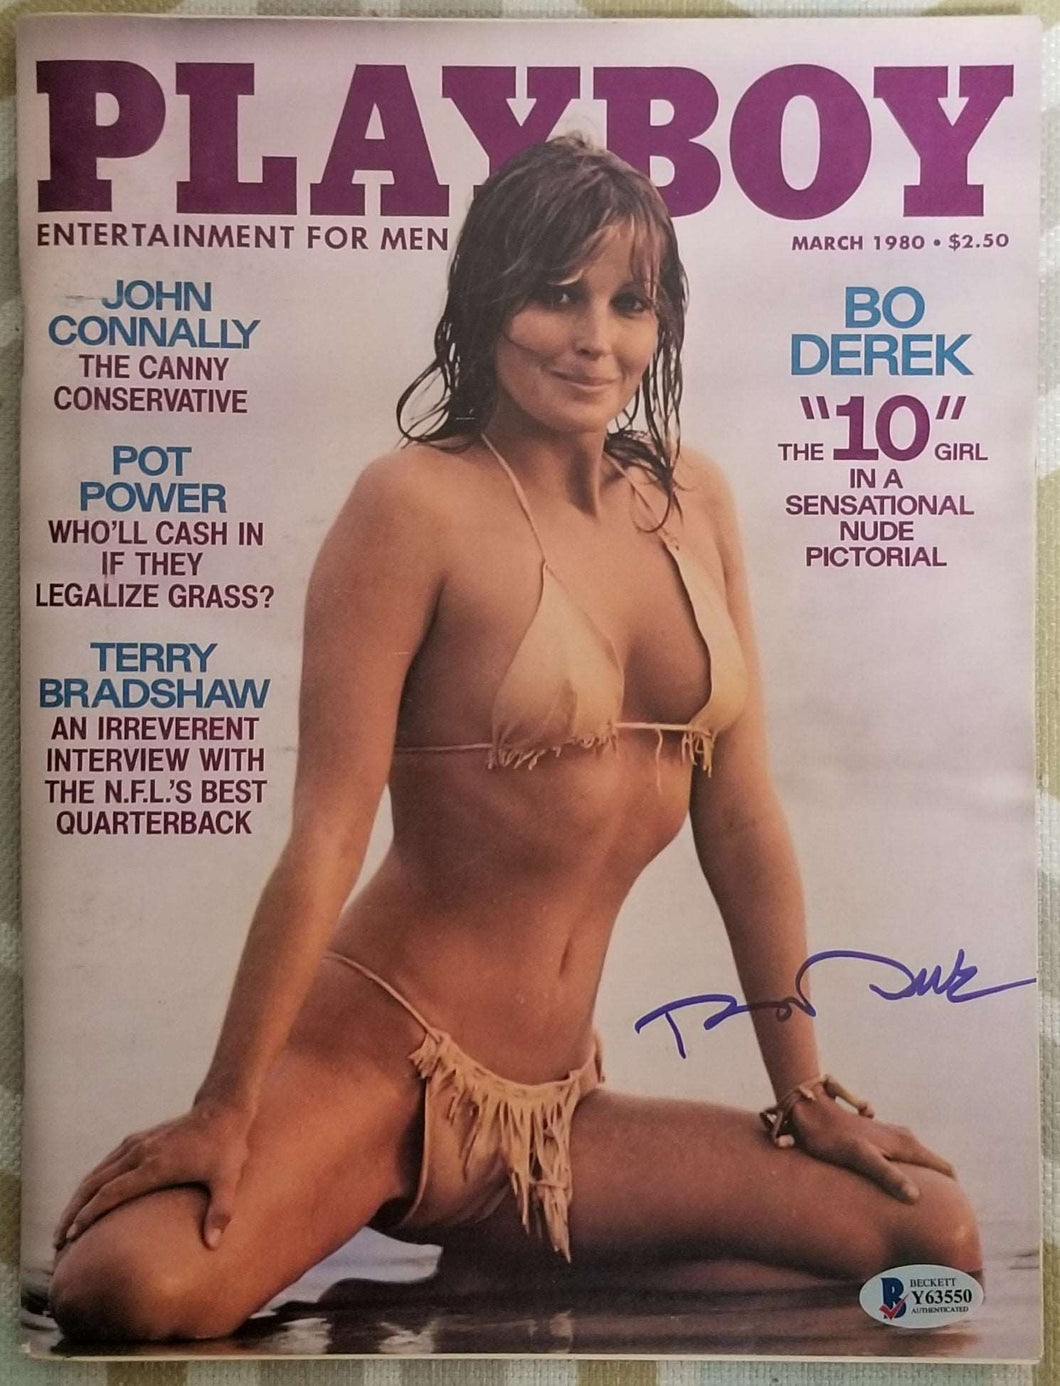 PLAYBOY
ENTERTAINMENT FOR MEN
MARCH 1980 • $2.50
JOHN
CONNALLY
THE CANNY
CONSERVATIVE
POT
POWER
WHO'LL CASH IN
IF THEY
LEGALIZE GRASS?
TERRY
BRADSHAW
AN IRREVERENT
INTERVIEW WITH
THE N.F.L.'S BEST
QUARTERBACK
BO
DEREK
"10"
THE GIRL
IN A
SENSATIONAL
NUDE
PICTORIAL
B
BECKETT
Y63550
AUTHENTICATED